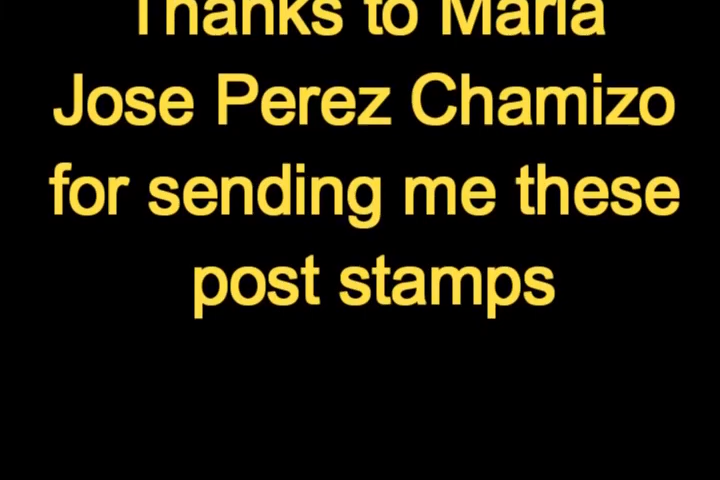 Thanks to Maria
Jose Perez Chamizo
for sending me these
post stamps